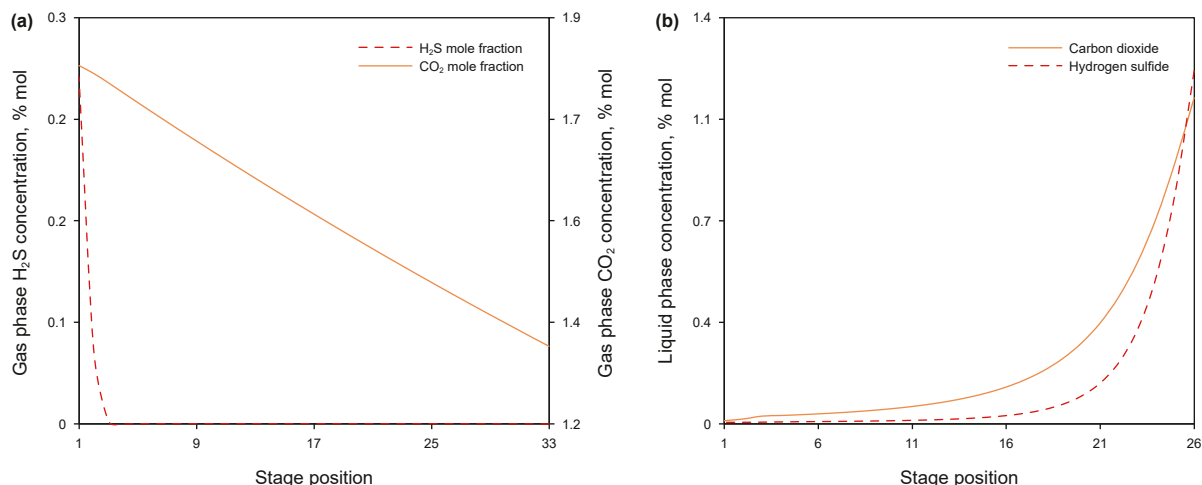 (a)
0.3
0.2
0.2
0.1
0
Gas phase H₂S concentration, % mol
H₂S mole fraction
CO₂ mole fraction
1.9
1.7
1.6
1.4
1.2
Gas phase CO₂ concentration, % mol
1
9
17
25
33
Stage position
(b)
1.4
1.1
0.7
0.4
0
Liquid phase concentration, % mol
Carbon dioxide
Hydrogen sulfide
1
6
11
16
21
26
Stage position